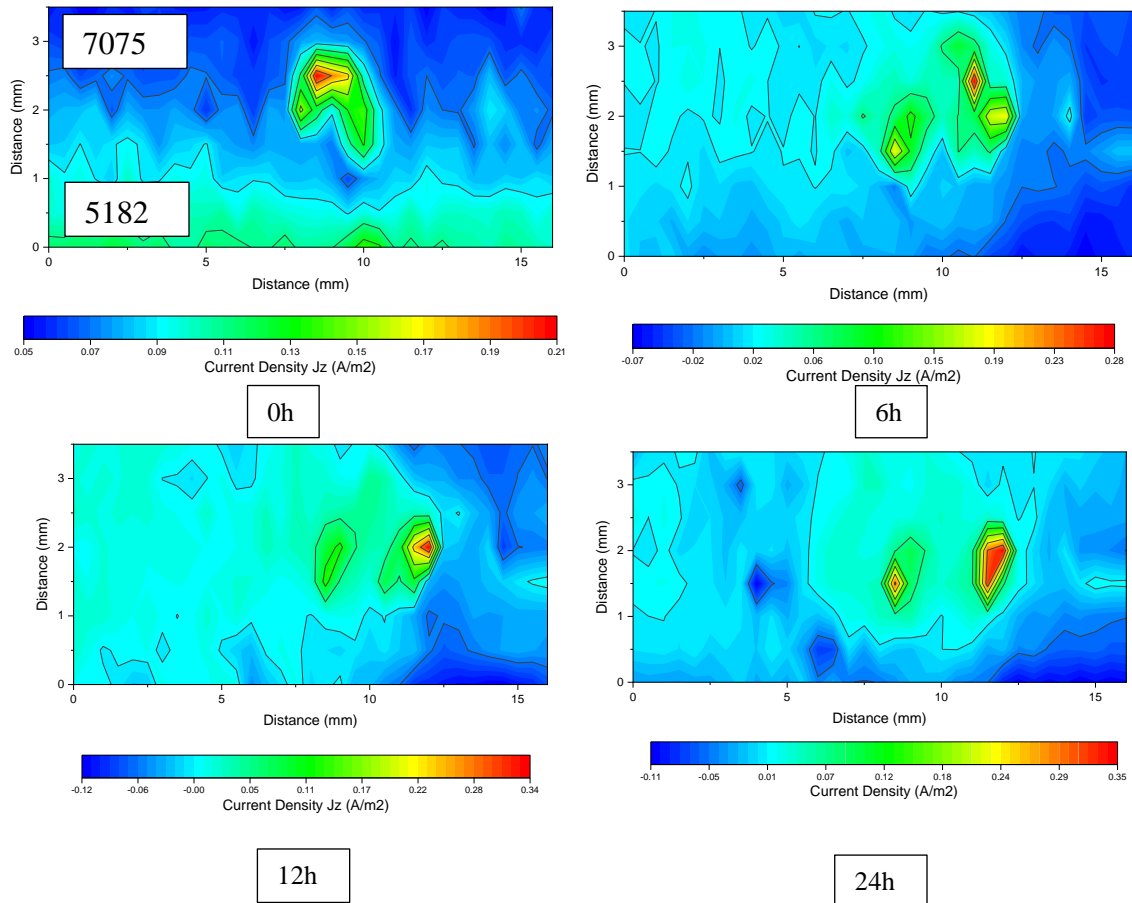 7075
5182
Distance (mm)
3
2
1
0
0 5 10 15
Distance (mm)
0.05 0.07 0.09 0.11 0.13 0.15 0.17 0.19 0.21
Current Density Jz (A/m2)
0h
Distance (mm)
3
2
1
0
0 5 10 15
Distance (mm)
-0.07 -0.02 0.02 0.06 0.10 0.15 0.19 0.23 0.28
Current Density Jz (A/m2)
6h
Distance (mm)
3
2
1
0
0 5 10 15
Distance (mm)
-0.12 -0.06 -0.00 0.05 0.11 0.17 0.22 0.28 0.34
Current Density Jz (A/m2)
12h
Distance (mm)
3
2
1
0
0 5 10 15
Distance (mm)
-0.11 -0.05 0.01 0.07 0.12 0.18 0.24 0.29 0.35
Current Density (A/m2)
24h